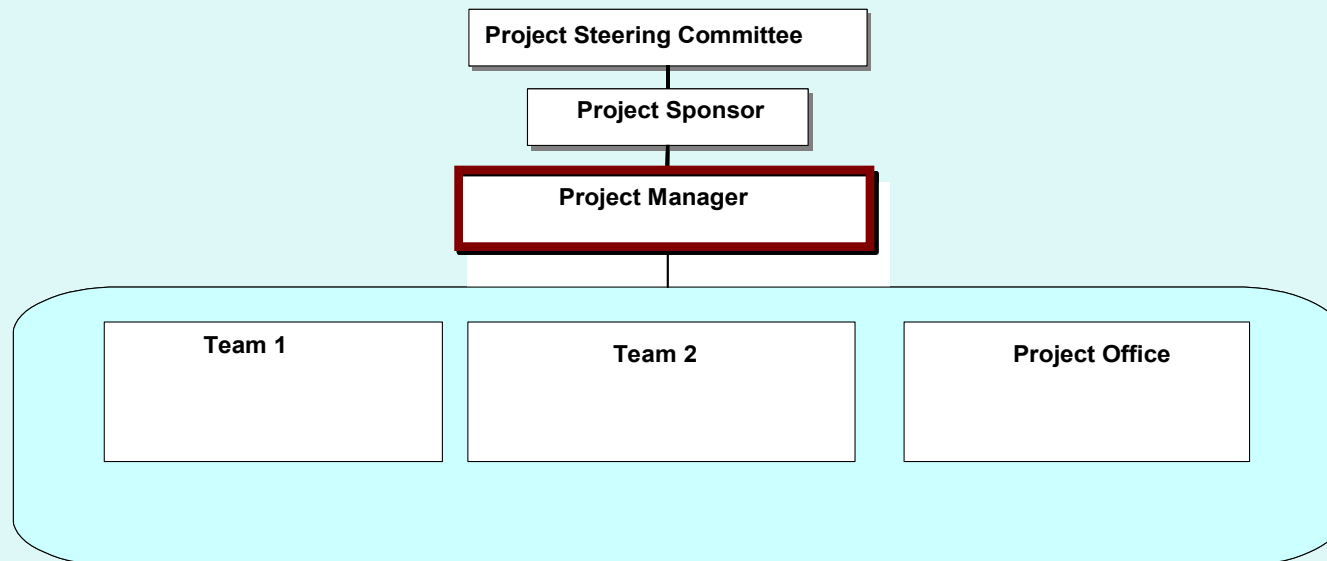 Project Steering Committee
Project Sponsor
Project Manager
Team 1
Team 2
Project Office